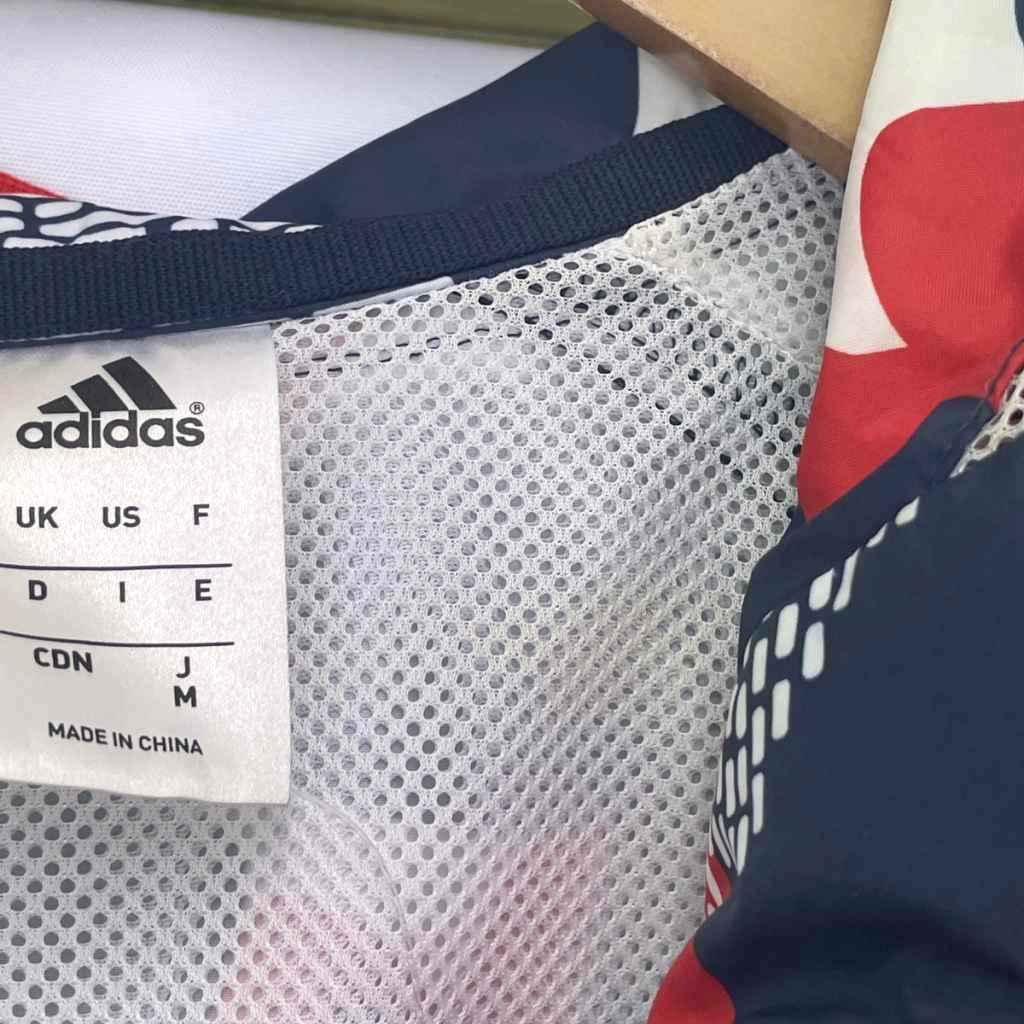 adidas®
UK US F
D I E
CDN J
M
MADE IN CHINA